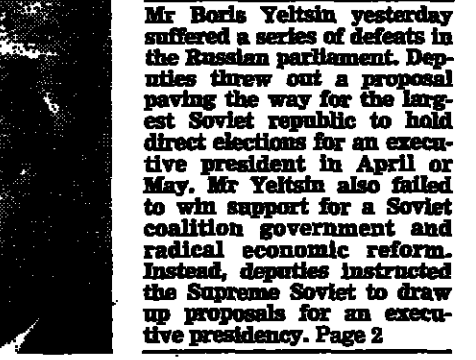 Mr Boris Yeltsin yesterday
suffered a series of defeats in
the Russian parliament. Dep-
uties threw out a proposal
paving the way for the larg-
est Soviet republic to hold
direct elections for an execu-
tive president in April or
May. Mr Yeltsin also failed
to win support for a Soviet
coalition government and
radical economic reform.
Instead, deputies instructed
the Supreme Soviet to draw
up proposals for an execu-
tive presidency. Page 2